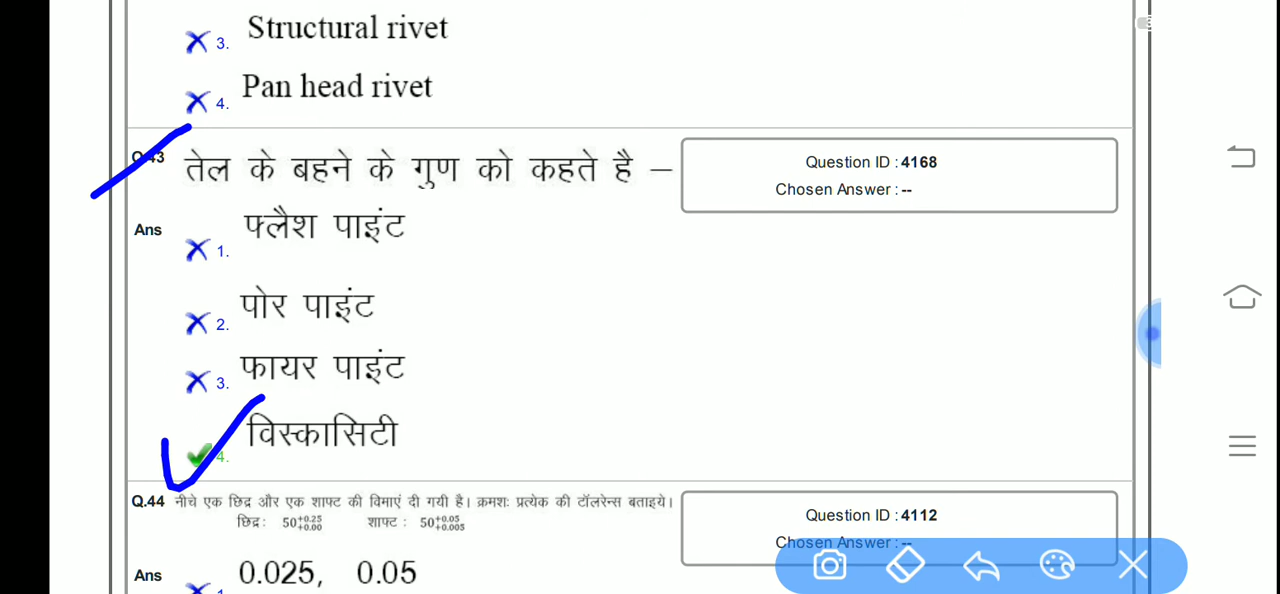 3. Structural rivet
4. Pan head rivet
Q.43 तेल के बहने के गुण को कहते है –
Question ID : 4168
Chosen Answer : --
Ans
1. फ्लैश पाइंट
2. पोर पाइंट
3. फायर पाइंट
4. विस्कासिटी
Q.44 नीचे एक छिद्र और एक शाफ्ट की विमाएं दी गयी है। क्रमशः प्रत्येक की टॉलरेन्स बताइये।
छिद्र : 50+0.25 +0.00 शाफ्ट : 50+0.05 +0.005
Question ID : 4112
Chosen Answer : --
Ans
0.025, 0.05